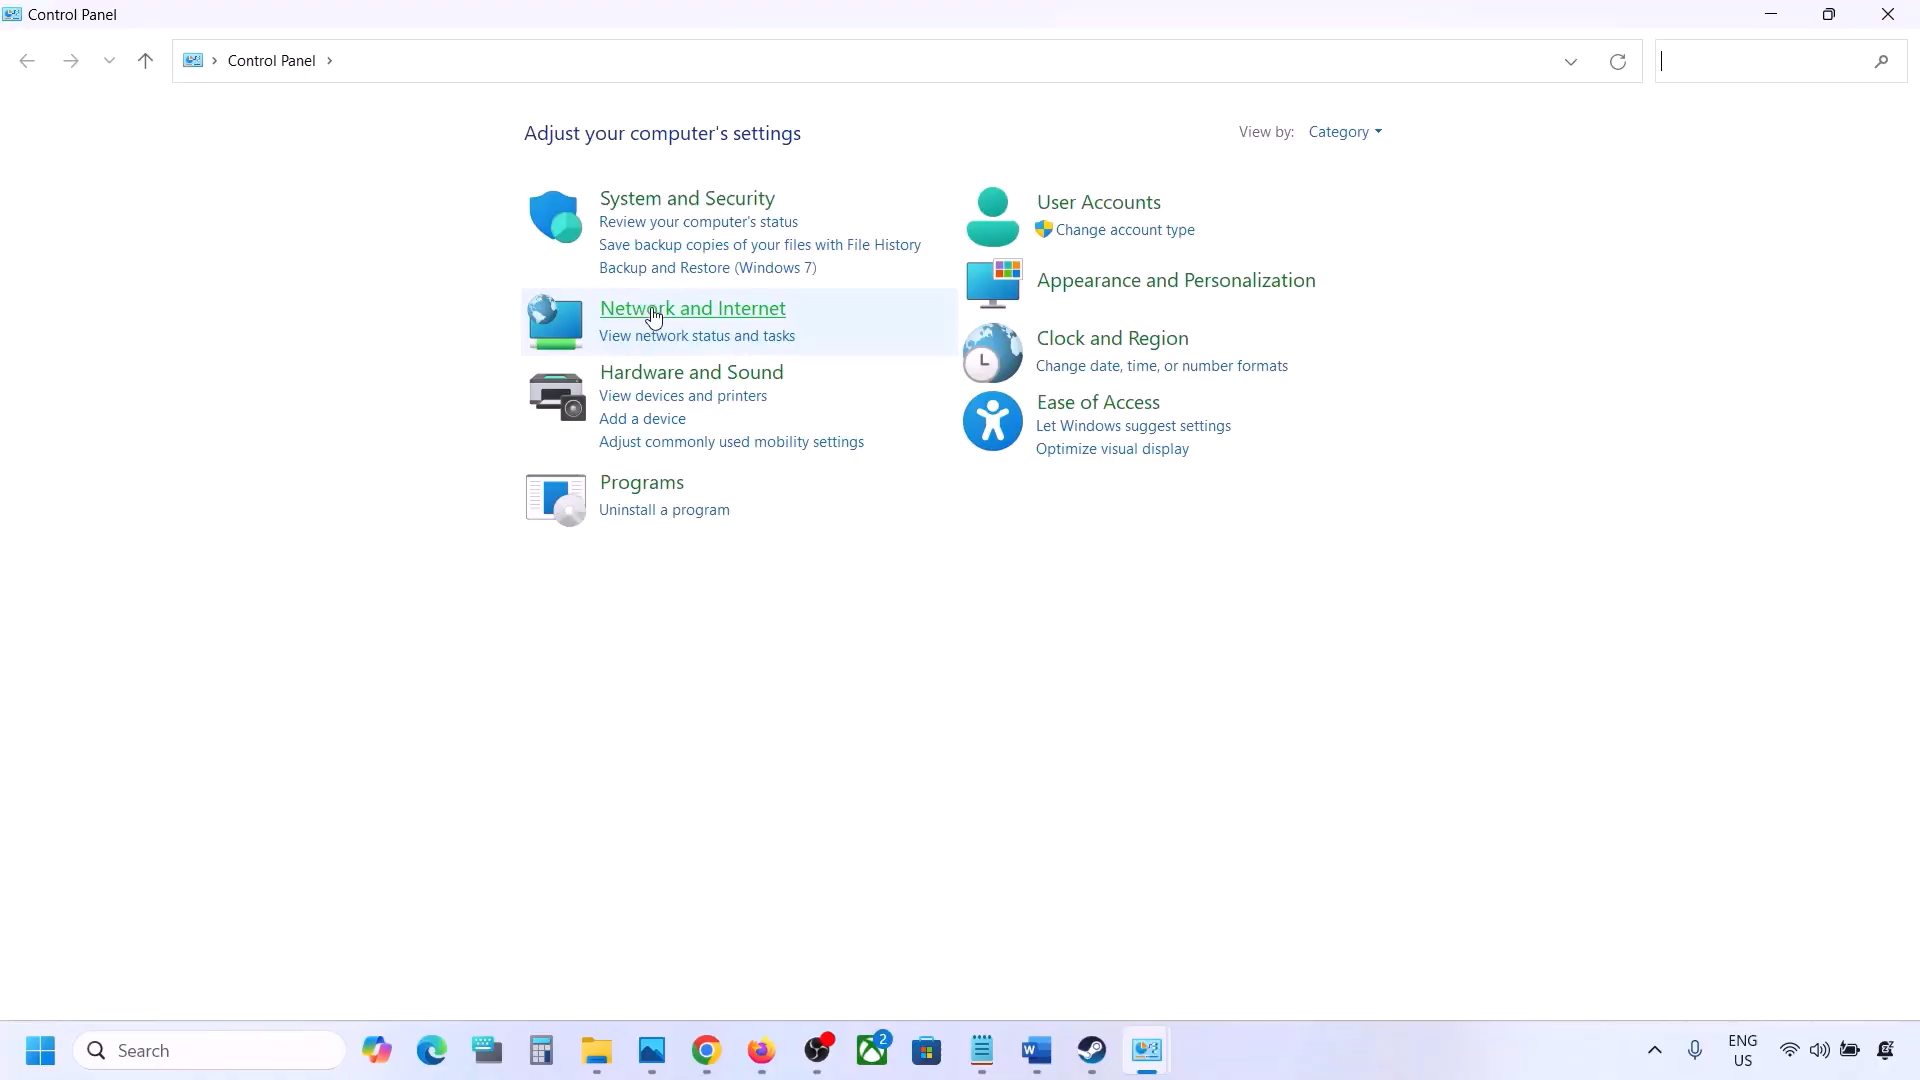 Control Panel
Control Panel
Adjust your computer's settings
View by: Category
System and Security
Review your computer's status
Save backup copies of your files with File History
Backup and Restore (Windows 7)
Network and Internet
View network status and tasks
Hardware and Sound
View devices and printers
Add a device
Adjust commonly used mobility settings
Programs
Uninstall a program
User Accounts
Change account type
Appearance and Personalization
Clock and Region
Change date, time, or number formats
Ease of Access
Let Windows suggest settings
Optimize visual display
Search
2
ENG
US